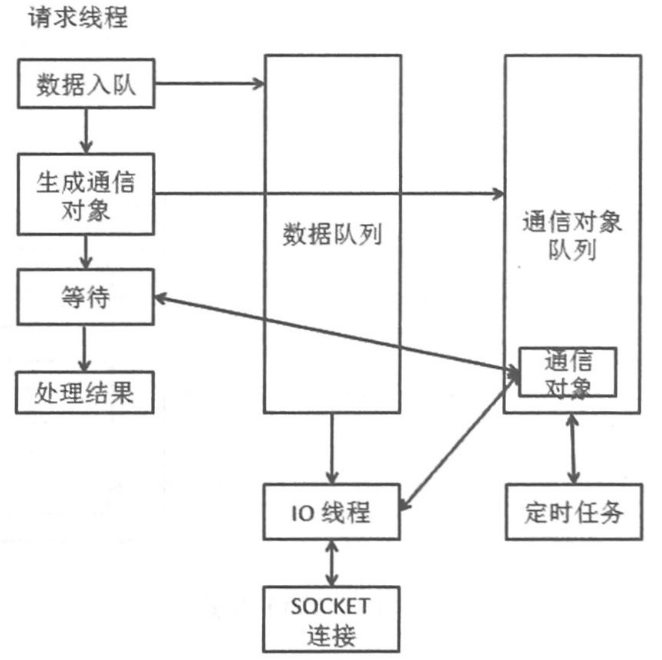 请求线程
数据入队
生成通信
对象
等待
处理结果
数据队列
通信对象
队列
通信
对象
IO 线程
定时任务
SOCKET
连接